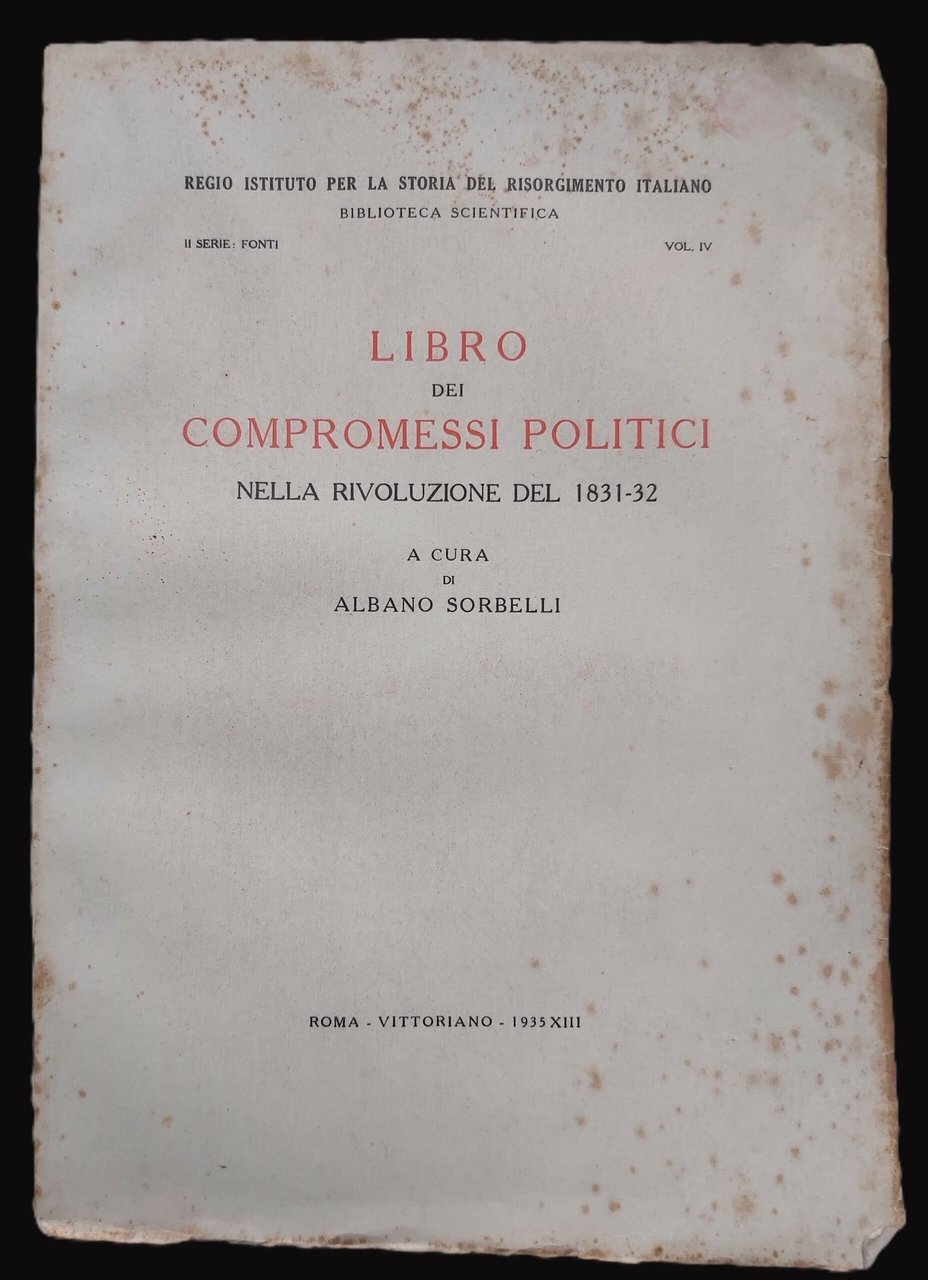 REGIO ISTITUTO PER LA STORIA DEL RISORGIMENTO ITALIANO
BIBLIOTECA SCIENTIFICA
II SERIE: FONTI VOL. IV
LIBRO
DEI
COMPROMESSI POLITICI
NELLA RIVOLUZIONE DEL 1831-32
A CURA
DI
ALBANO SORBELLI
ROMA - VITTORIANO - 1935 XIII